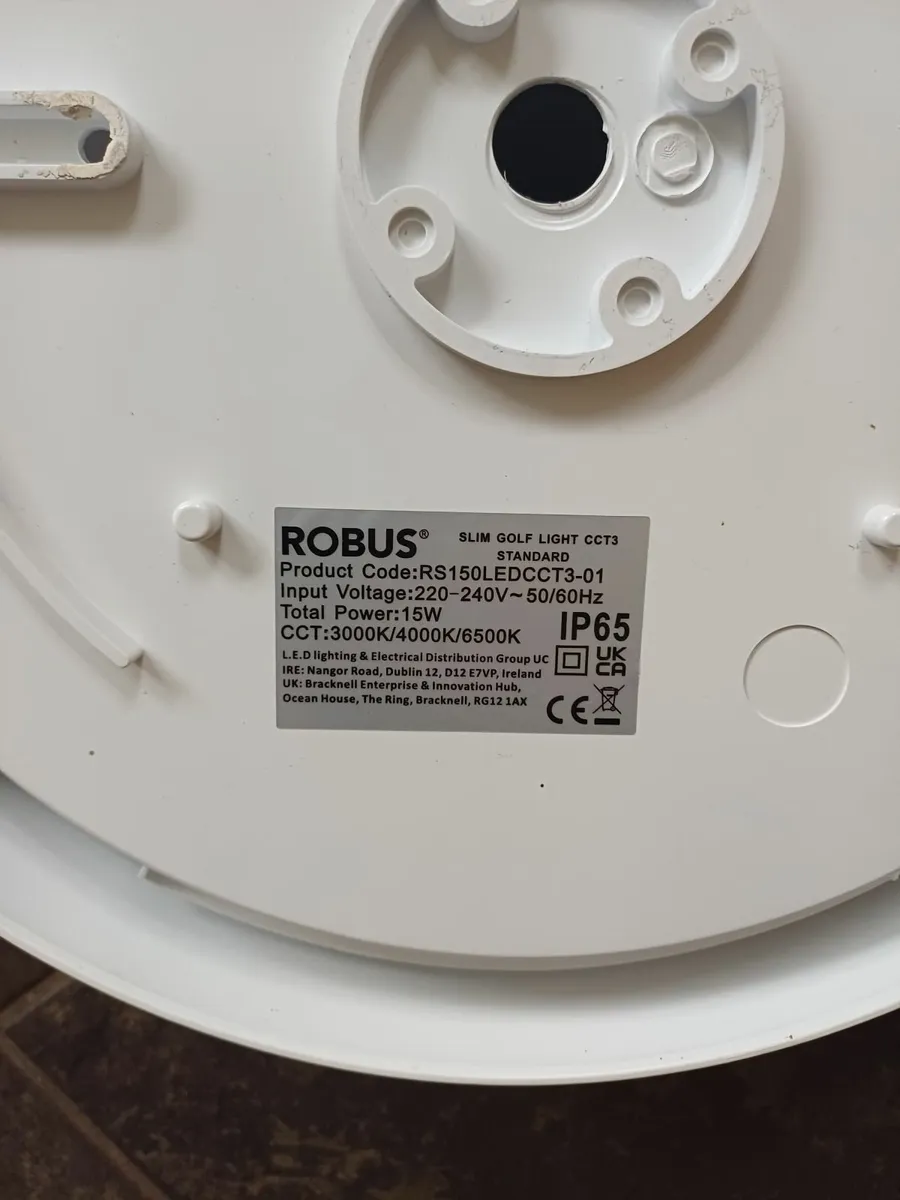 ROBUS® SLIM GOLF LIGHT CCT3
STANDARD
Product Code:RS150LEDCCT3-01
Input Voltage:220-240V~50/60Hz
Total Power:15W
CCT:3000K/4000K/6500K
IP65
L.E.D lighting & Electrical Distribution Group UC
IRE: Nangor Road, Dublin 12, D12 E7VP, Ireland
UK: Bracknell Enterprise & Innovation Hub,
Ocean House, The Ring, Bracknell, RG12 1AX
UK
CA
CE